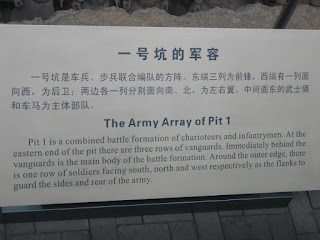 一号坑的军容
一号坑是车兵、步兵联合编队的方阵。东端三列为前锋，西端有一列面
向西，为后卫；两边各一列分别面向南、北，为左右翼，中间面东的武士俑
和车马为主体部队。
The Army Array of Pit 1
Pit 1 is a combined battle formation of charioteers and infantrymen. At the
eastern end of the pit there are three rows of vanguards. Immediately behind the
vanguards is the main body of the battle formation. Around the outer edge, there
is one row of soldiers facing south, north and west respectively as the flanks to
guard the sides and rear of the army.